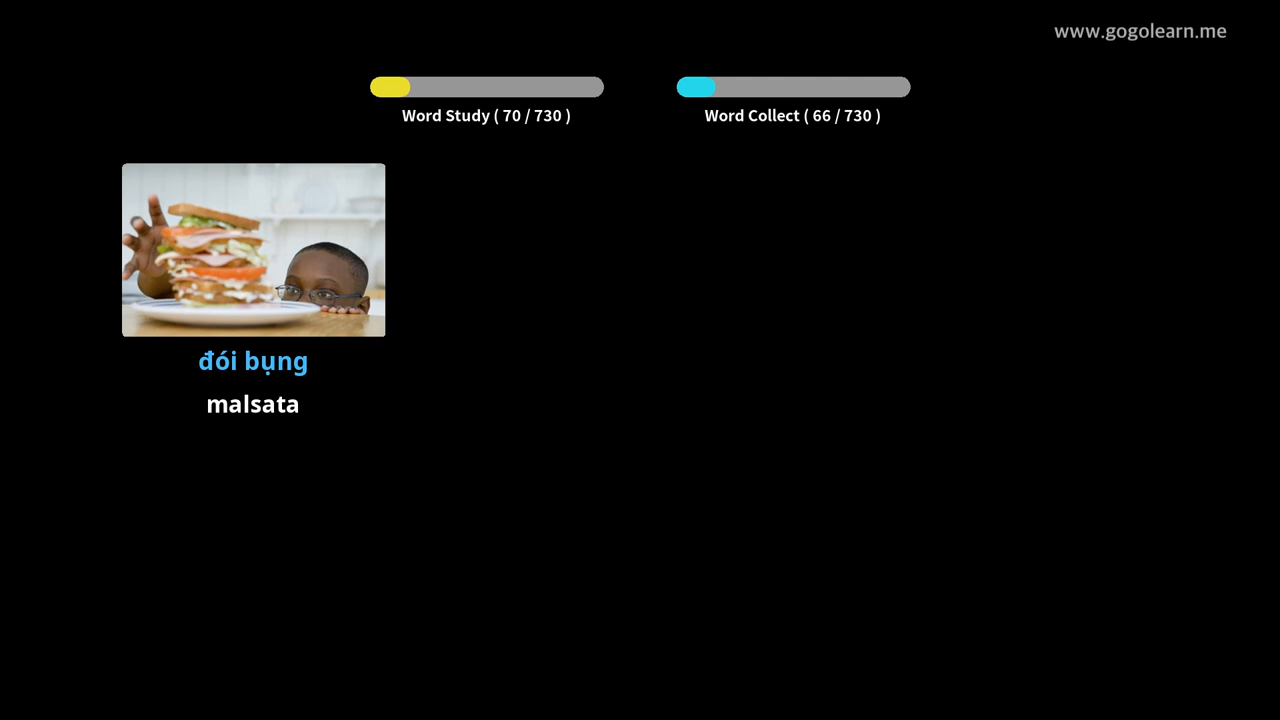 www.gogolearn.me
Word Study ( 70 / 730 )
Word Collect ( 66 / 730 )
đói bụng
malsata